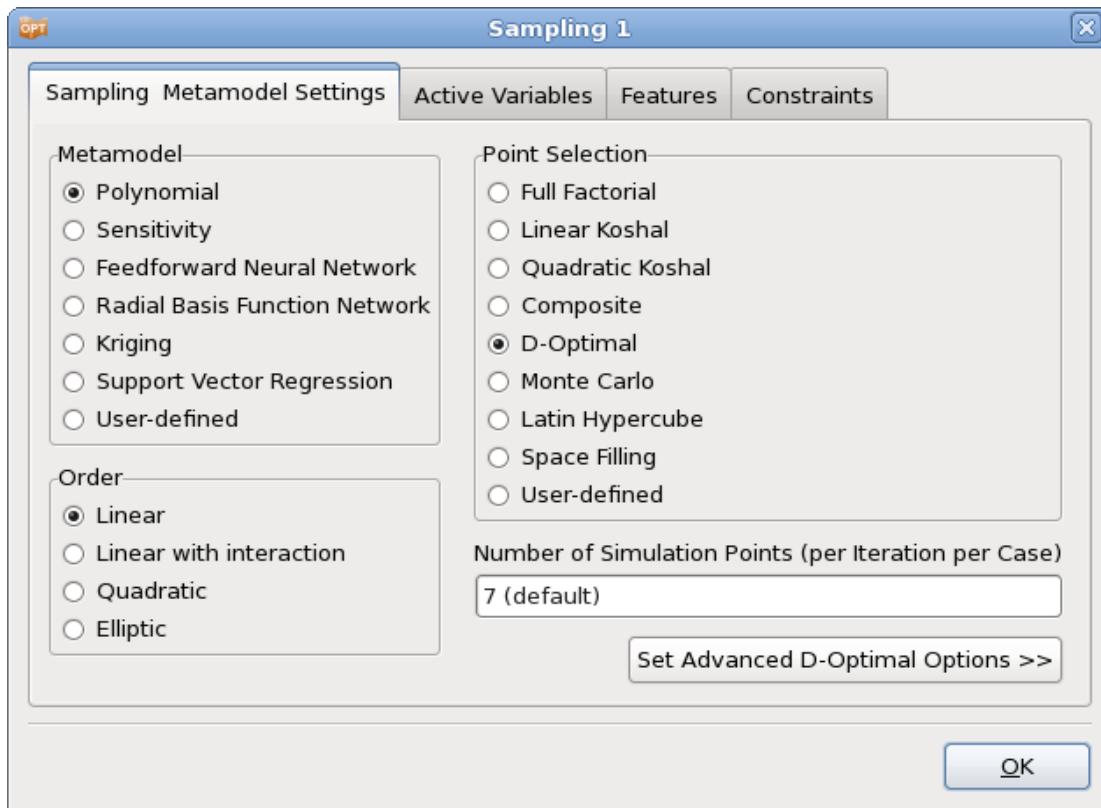 OPT
Sampling 1
Sampling  Metamodel Settings
Active Variables
Features
Constraints
Metamodel
Polynomial
Sensitivity
Feedforward Neural Network
Radial Basis Function Network
Kriging
Support Vector Regression
User-defined
Order
Linear
Linear with interaction
Quadratic
Elliptic
Point Selection
Full Factorial
Linear Koshal
Quadratic Koshal
Composite
D-Optimal
Monte Carlo
Latin Hypercube
Space Filling
User-defined
Number of Simulation Points (per Iteration per Case)
7 (default)
Set Advanced D-Optimal Options >>
OK